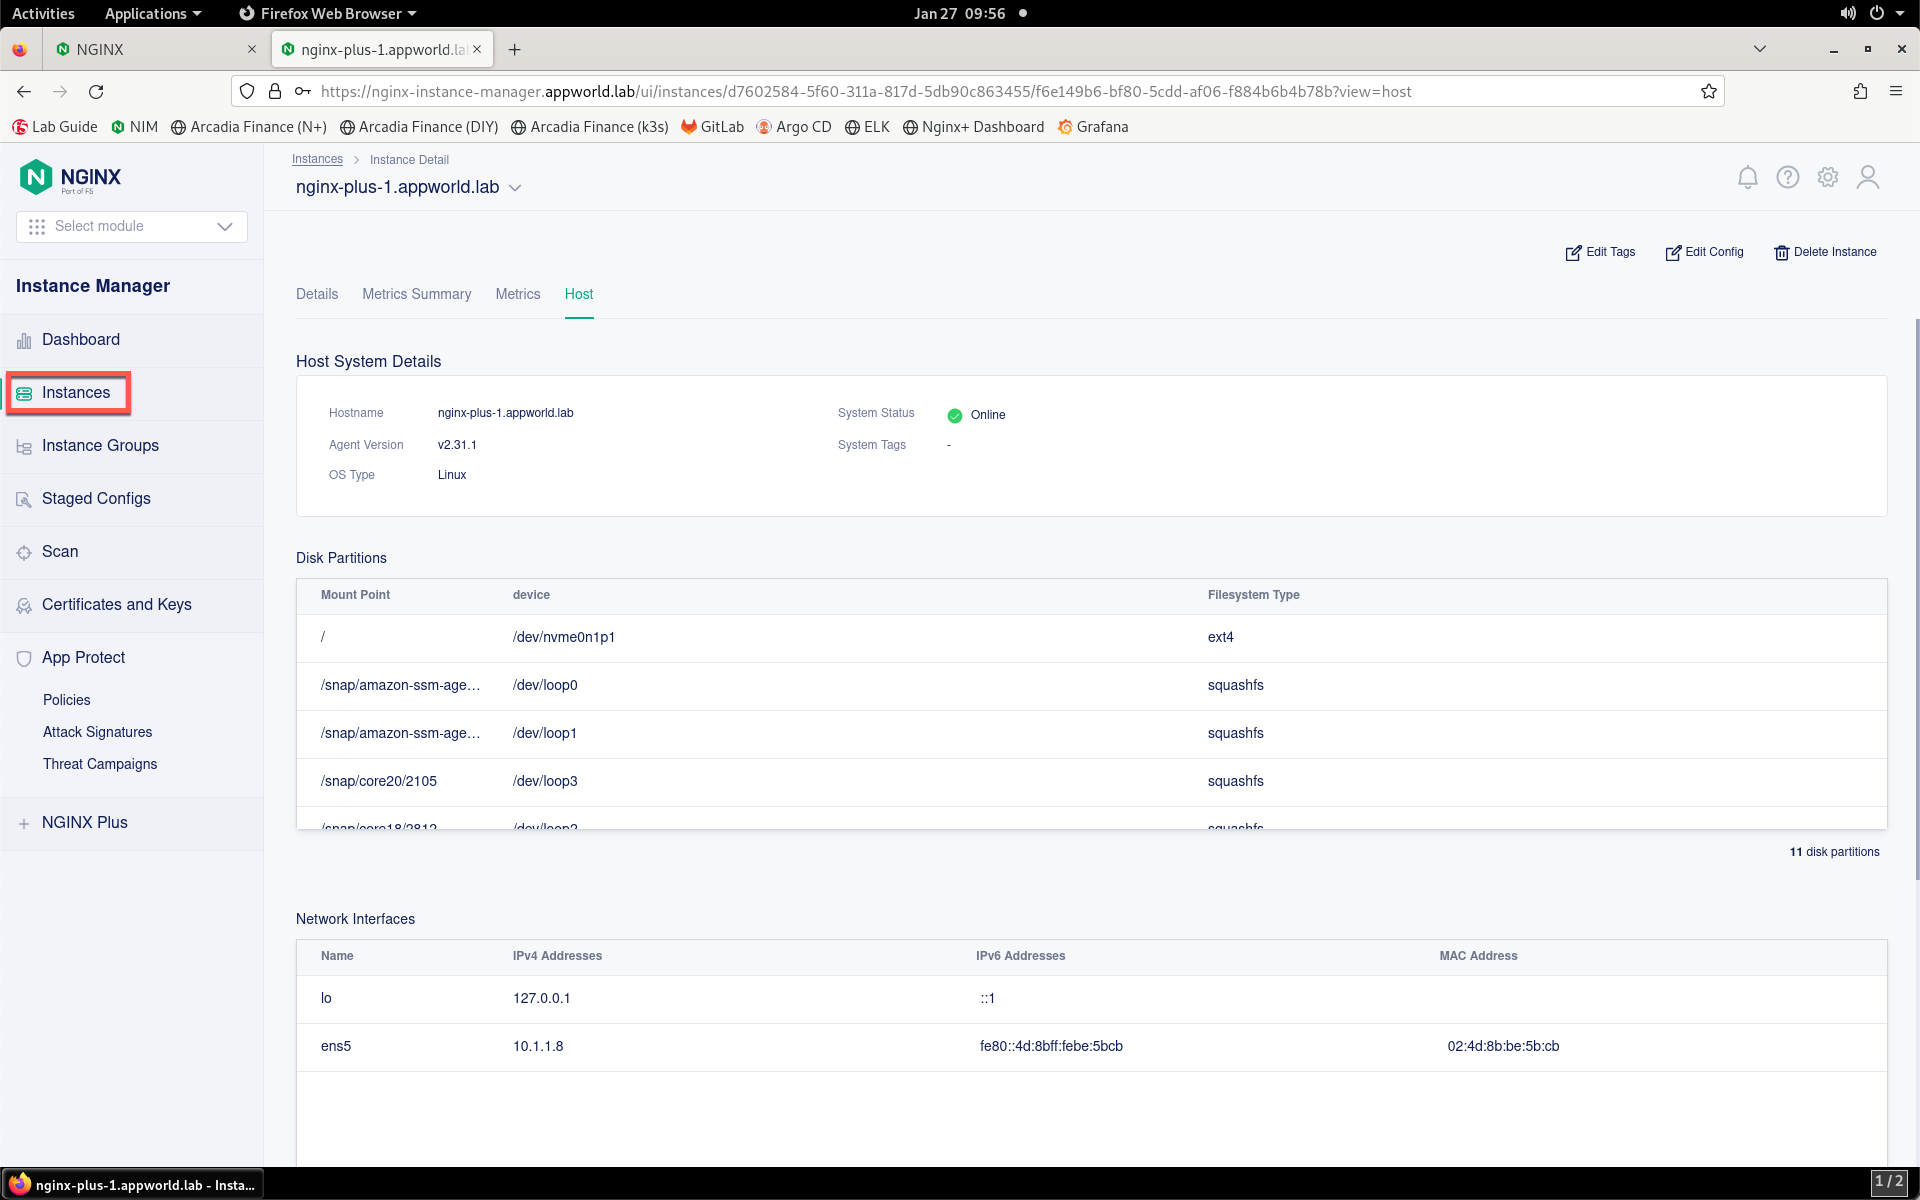 Activities Applications Firefox Web Browser Jan 27 09:56
NGINX nginx-plus-1.appworld.la
https://nginx-instance-manager.appworld.lab/ui/instances/d7602584-5f60-311a-817d-5db90c863455/f6e149b6-bf80-5cdd-af06-f884b6b4b78b?view=host
Lab Guide NIM Arcadia Finance (N+) Arcadia Finance (DIY) Arcadia Finance (k3s) GitLab Argo CD ELK Nginx+ Dashboard Grafana
NGINX
Part of F5
Select module
Instance Manager
Dashboard
Instances
Instance Groups
Staged Configs
Scan
Certificates and Keys
App Protect
Policies
Attack Signatures
Threat Campaigns
NGINX Plus
Instances > Instance Detail
nginx-plus-1.appworld.lab
Edit Tags Edit Config Delete Instance
Details Metrics Summary Metrics Host
Host System Details
Hostname nginx-plus-1.appworld.lab System Status Online
Agent Version v2.31.1 System Tags -
OS Type Linux
Disk Partitions
Mount Point device Filesystem Type
/ /dev/nvme0n1p1 ext4
/snap/amazon-ssm-age… /dev/loop0 squashfs
/snap/amazon-ssm-age… /dev/loop1 squashfs
/snap/core20/2105 /dev/loop3 squashfs
/snap/core18/2812 /dev/loop2 squashfs
11 disk partitions
Network Interfaces
Name IPv4 Addresses IPv6 Addresses MAC Address
lo 127.0.0.1 ::1
ens5 10.1.1.8 fe80::4d:8bff:febe:5bcb 02:4d:8b:be:5b:cb
nginx-plus-1.appworld.lab - Insta…
1 / 2